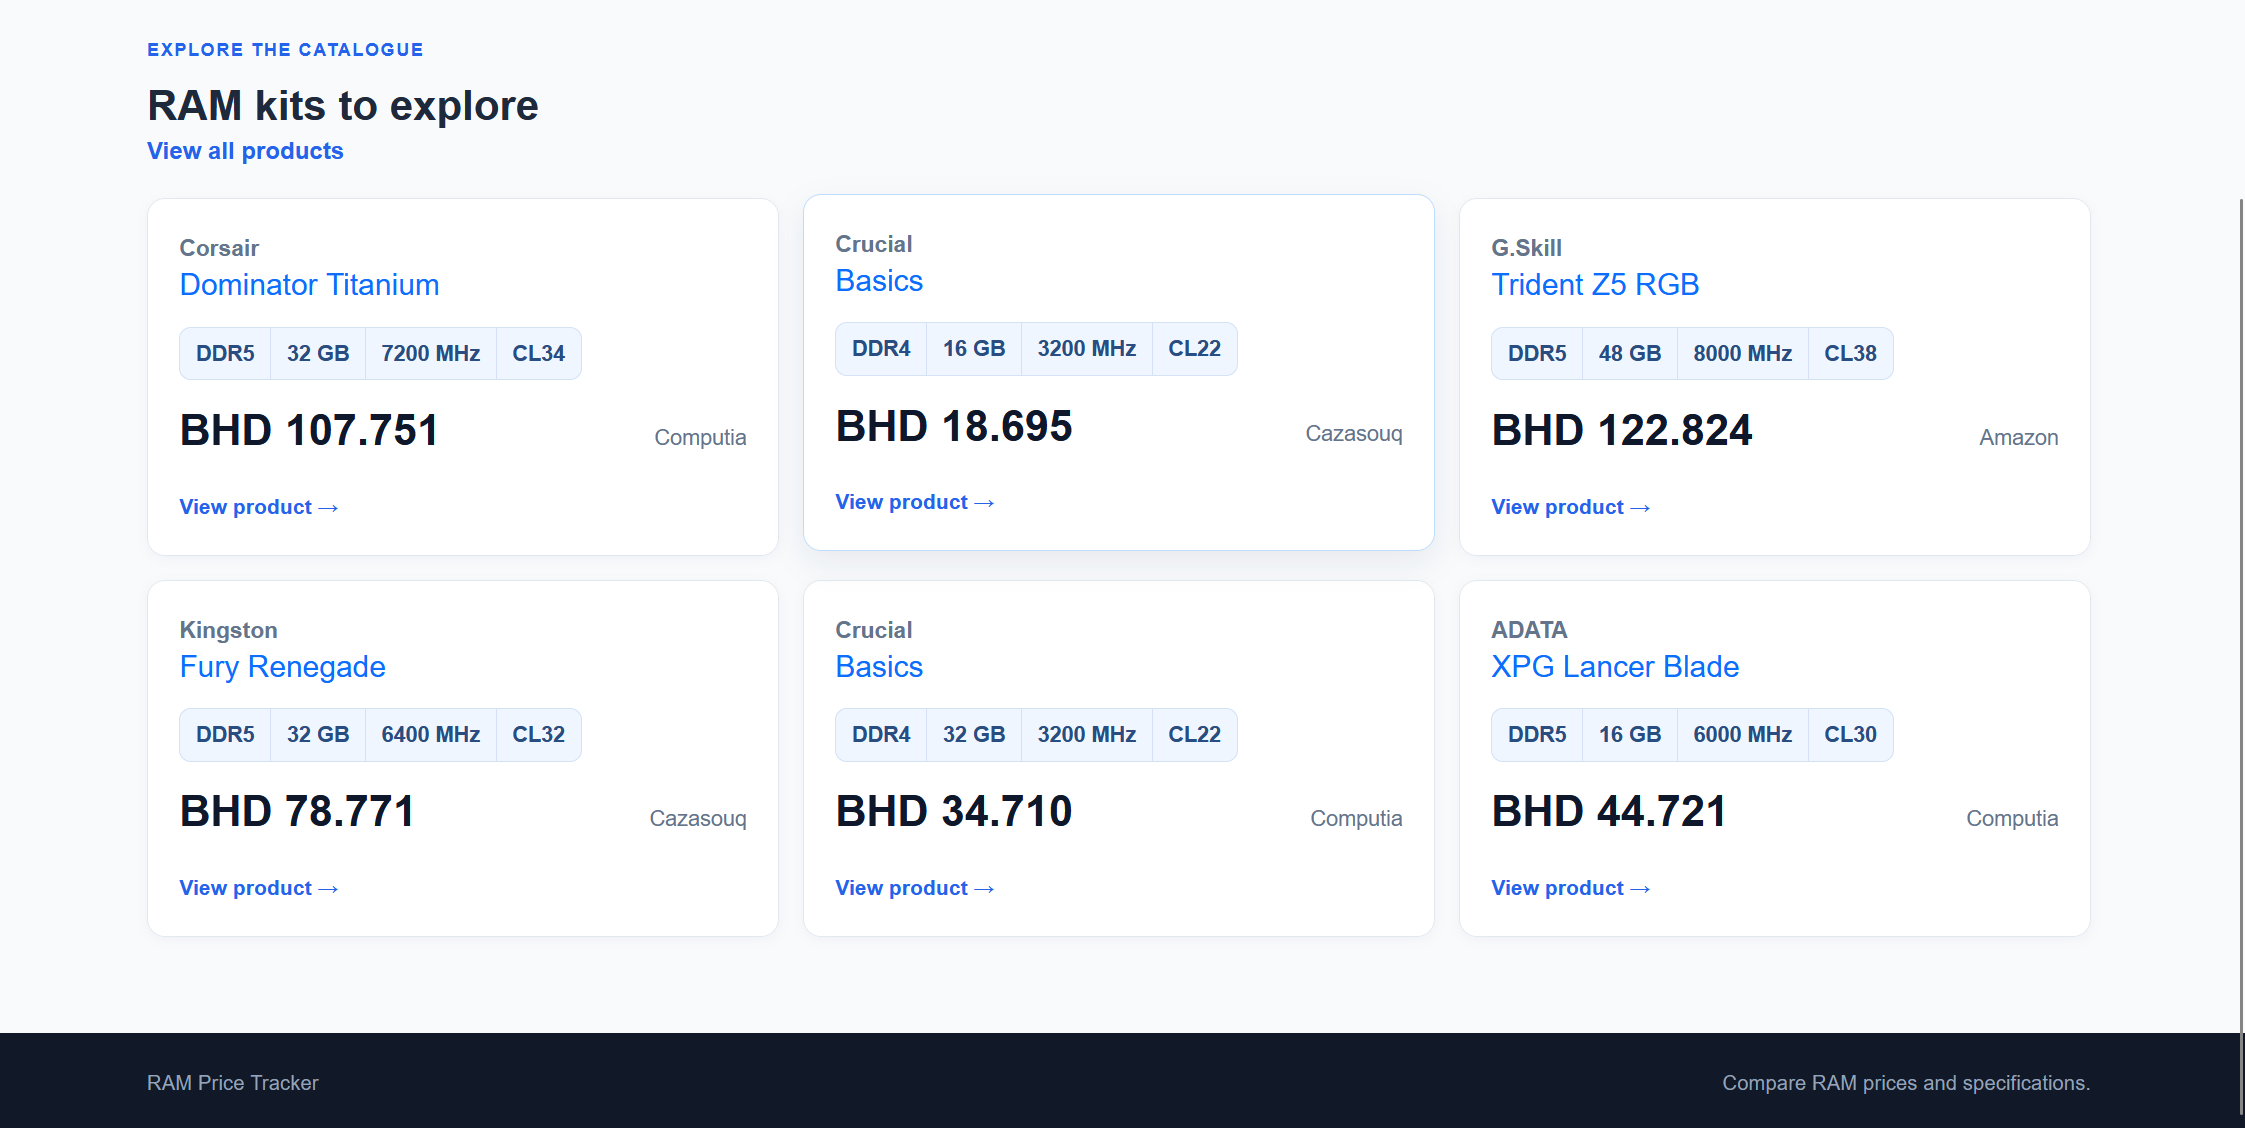 EXPLORE THE CATALOGUE
RAM kits to explore
View all products
Corsair
Dominator Titanium
DDR5 32 GB 7200 MHz CL34
BHD 107.751 Computia
View product →
Crucial
Basics
DDR4 16 GB 3200 MHz CL22
BHD 18.695 Cazasouq
View product →
G.Skill
Trident Z5 RGB
DDR5 48 GB 8000 MHz CL38
BHD 122.824 Amazon
View product →
Kingston
Fury Renegade
DDR5 32 GB 6400 MHz CL32
BHD 78.771 Cazasouq
View product →
Crucial
Basics
DDR4 32 GB 3200 MHz CL22
BHD 34.710 Computia
View product →
ADATA
XPG Lancer Blade
DDR5 16 GB 6000 MHz CL30
BHD 44.721 Computia
View product →
RAM Price Tracker
Compare RAM prices and specifications.